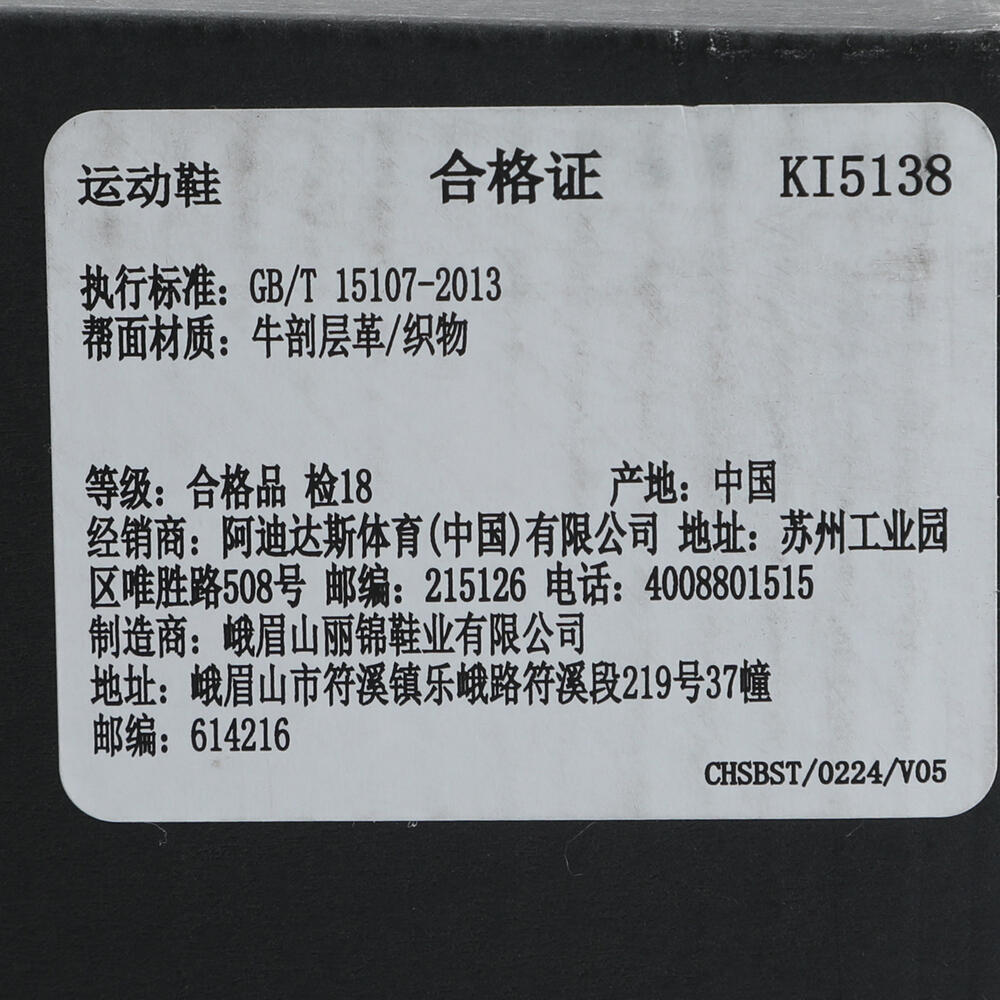 运动鞋 合格证 KI5138
执行标准：GB/T 15107-2013
帮面材质：牛剖层革/织物
等级：合格品 检18 产地：中国
经销商：阿迪达斯体育(中国)有限公司 地址：苏州工业园
区唯胜路508号 邮编：215126 电话：4008801515
制造商：峨眉山丽锦鞋业有限公司
地址：峨眉山市符溪镇乐峨路符溪段219号37幢
邮编：614216
CHSBST/0224/V05